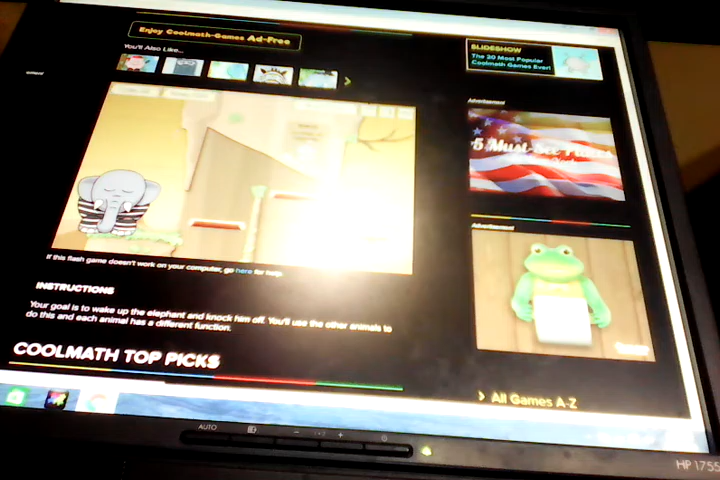 Enjoy Coolmath-Games Ad-Free
You'll Also Like...
SLIDESHOW
The 20 Most Popular
Coolmath Games Ever!
Advertisement
5 Must-See
Advertisement
If this flash game doesn't work on your computer, go here for help.
INSTRUCTIONS
Your goal is to wake up the elephant and knock him off. You'll use the other animals to
do this and each animal has a different function.
COOLMATH TOP PICKS
All Games A-Z
AUTO
HP 1755